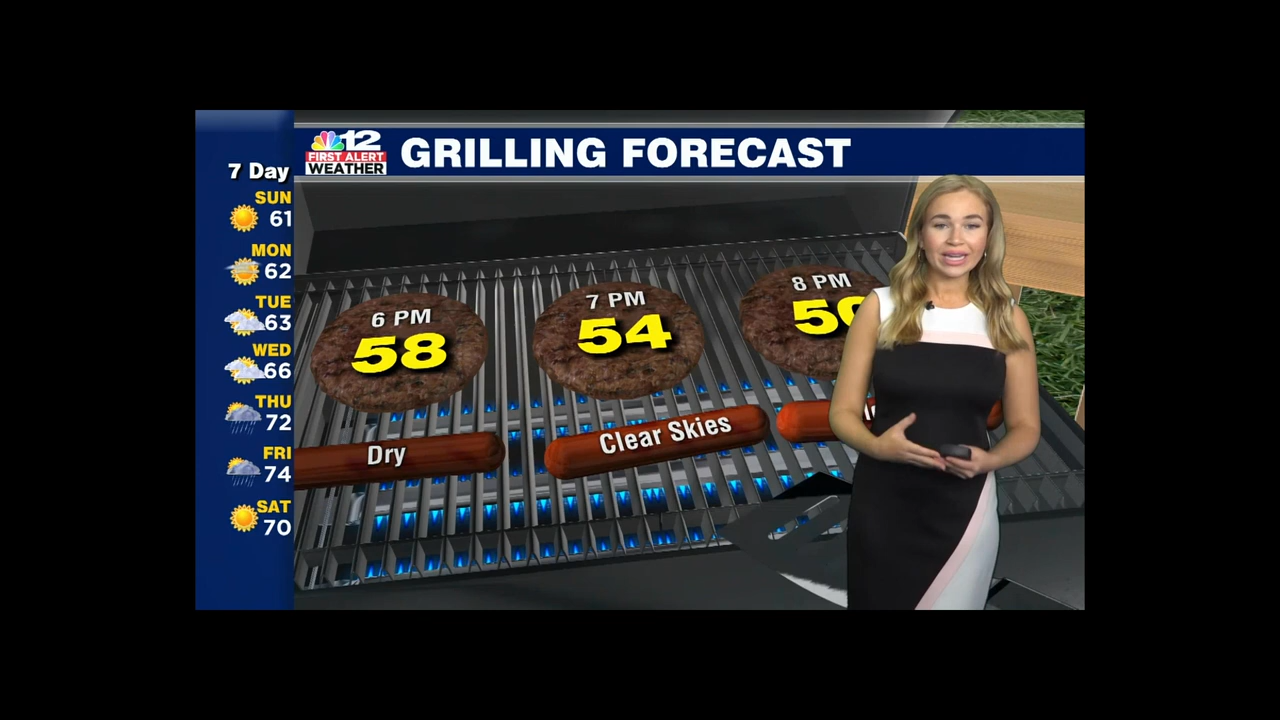 12
FIRST ALERT
WEATHER
GRILLING FORECAST
7 Day
SUN
61
MON
62
TUE
63
WED
66
THU
72
FRI
74
SAT
70
6 PM
58
7 PM
54
8 PM
Dry
Clear Skies